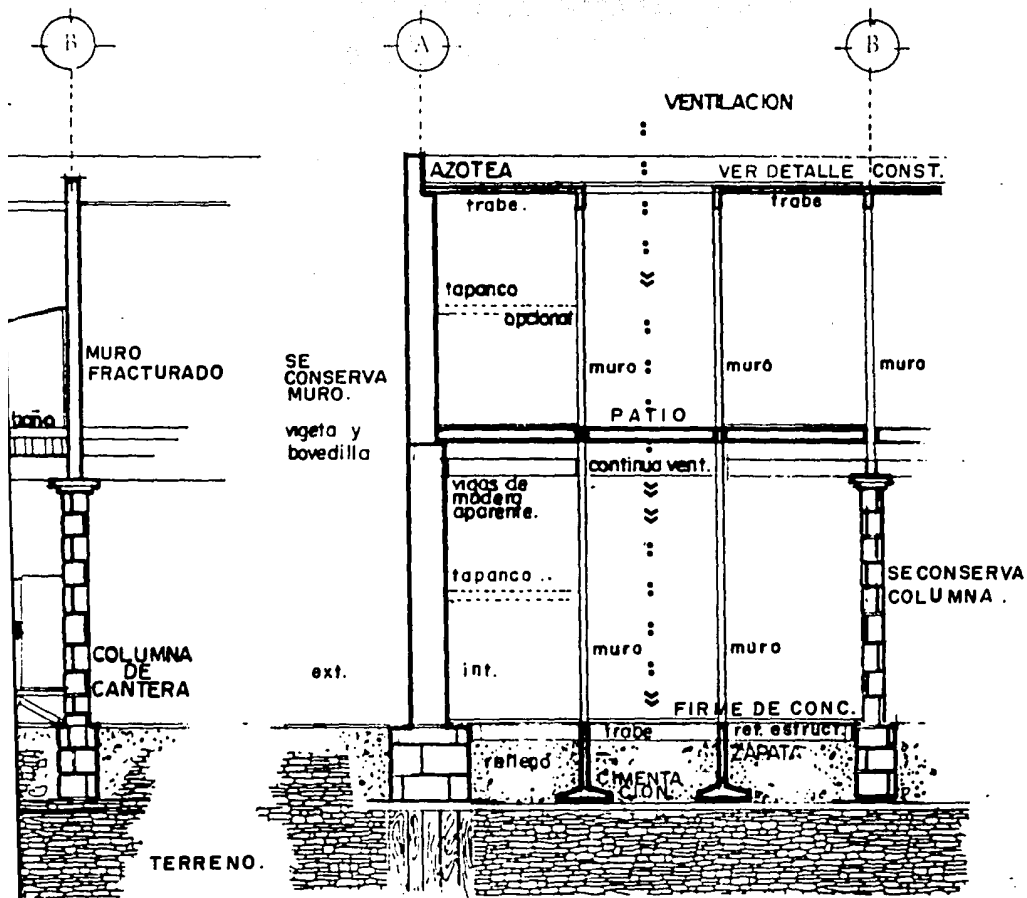 B
A
B
VENTILACION
AZOTEA
VER DETALLE CONST.
trabe.
trabe
tapanco
opcional
MURO
FRACTURADO
SE
CONSERVA
MURO.
muro
muro
muro
baño
PATIO
vigeta y
bovedilla
continua vent.
vigas de
madera
aparente.
tapanco ..
SE CONSERVA
COLUMNA.
COLUMNA
DE
CANTERA
muro
muro
ext.
int.
FIRME DE CONC.
trabe
ref. estruct.
ZAPATA
relleno
CIMENTA
CION.
TERRENO.